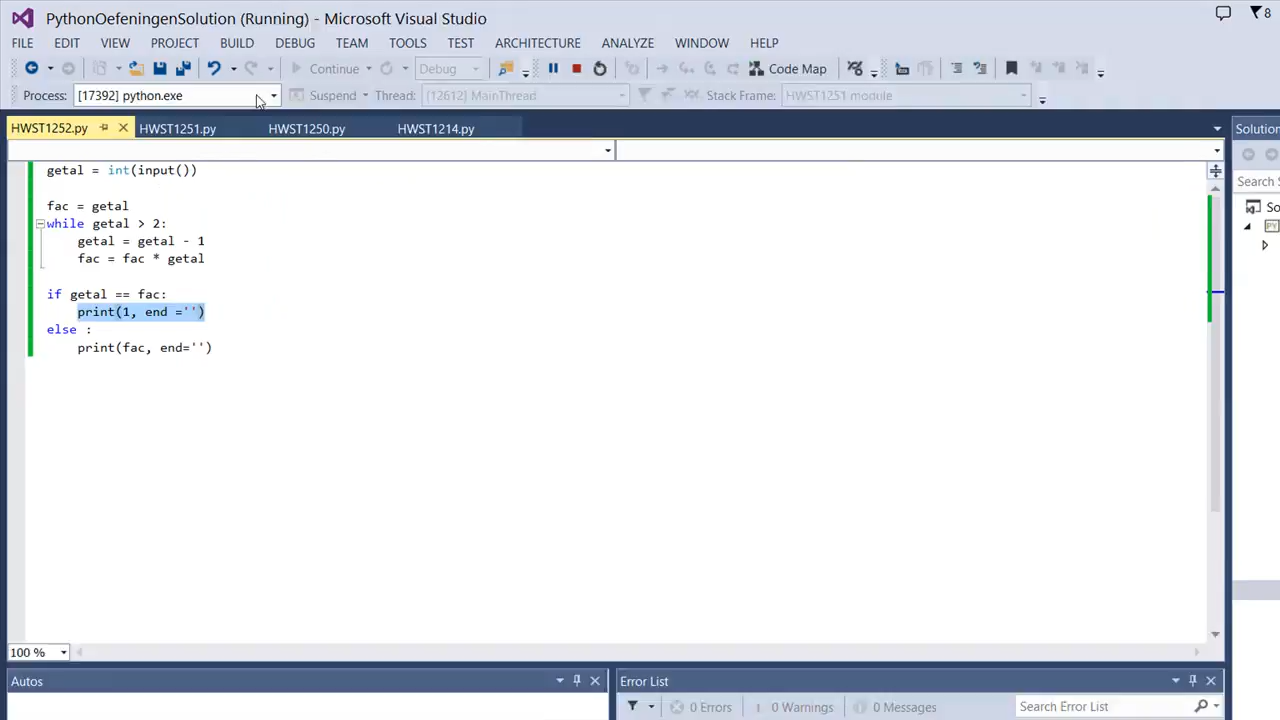 PythonOefeningenSolution (Running) - Microsoft Visual Studio
8
FILE EDIT VIEW PROJECT BUILD DEBUG TEAM TOOLS TEST ARCHITECTURE ANALYZE WINDOW HELP
Continue Debug Code Map
Process: [17392] python.exe Suspend Thread: [12612] MainThread Stack Frame: HWST1251 module
HWST1252.py HWST1251.py HWST1250.py HWST1214.py
Solution
getal = int(input())
Search S
fac = getal
So
while getal > 2:
PY
getal = getal - 1
fac = fac * getal
if getal == fac:
print(1, end ='')
else :
print(fac, end='')
100 %
Autos
Error List
0 Errors 0 Warnings 0 Messages Search Error List